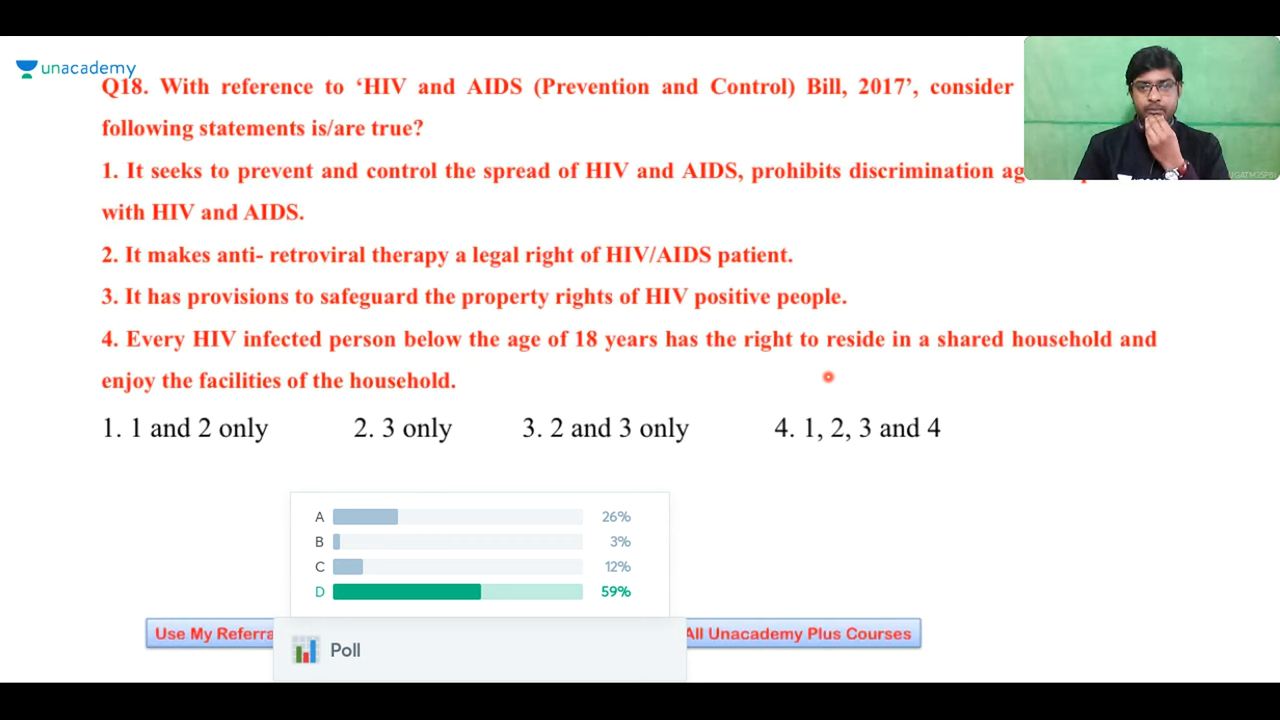 unacademy
Q18. With reference to ‘HIV and AIDS (Prevention and Control) Bill, 2017’, consider
following statements is/are true?
1. It seeks to prevent and control the spread of HIV and AIDS, prohibits discrimination
with HIV and AIDS.
2. It makes anti- retroviral therapy a legal right of HIV/AIDS patient.
3. It has provisions to safeguard the property rights of HIV positive people.
4. Every HIV infected person below the age of 18 years has the right to reside in a shared household and
enjoy the facilities of the household.
1. 1 and 2 only 2. 3 only 3. 2 and 3 only 4. 1, 2, 3 and 4
A 26%
B 3%
C 12%
D 59%
Use My All Unacademy Plus Courses
Poll